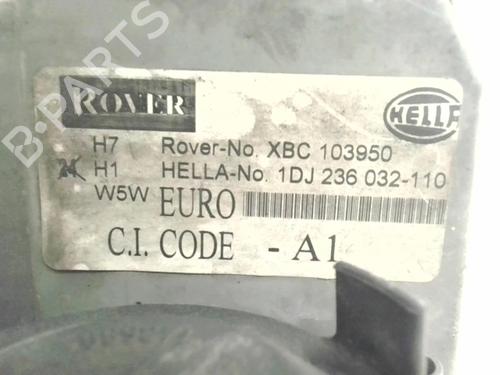 ROVER
HELLA
H7 Rover-No. XBC 103950
H1 HELLA-No. 1DJ 236 032-110
W5W EURO
C.I. CODE - A1
B-PARTS